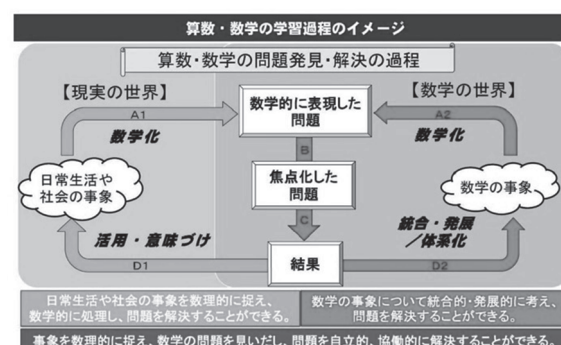 算数・数学の学習過程のイメージ
算数・数学の問題発見・解決の過程
【現実の世界】
【数学の世界】
A1
数学化
数学的に表現した
問題
A2
数学化
B
日常生活や
社会の事象
焦点化した
問題
数学の事象
C
活用・意味づけ
統合・発展
／体系化
D1
結果
D2
日常生活や社会の事象を数理的に捉え、
数学的に処理し、問題を解決することができる。
数学の事象について統合的・発展的に考え、
問題を解決することができる。
事象を数理的に捉え、数学の問題を見いだし、問題を自立的、協働的に解決することができる。